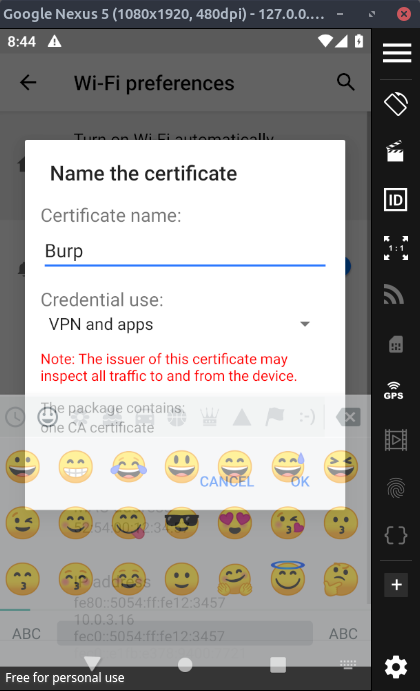 Google Nexus 5 (1080x1920, 480dpi) - 127.0.0....
8:44
Wi-Fi preferences
Turn on Wi-Fi automatically
Name the certificate
Certificate name:
Burp
Credential use:
VPN and apps
Note: The issuer of this certificate may
inspect all traffic to and from the device.
The package contains:
one CA certificate
:-)
CANCEL
OK
address
fe80::5054:ff:fe12:3457
10.0.3.16
fec0::5054:ff:fe12:3457
ABC
ABC
Free for personal use
ID
1:1
GPS